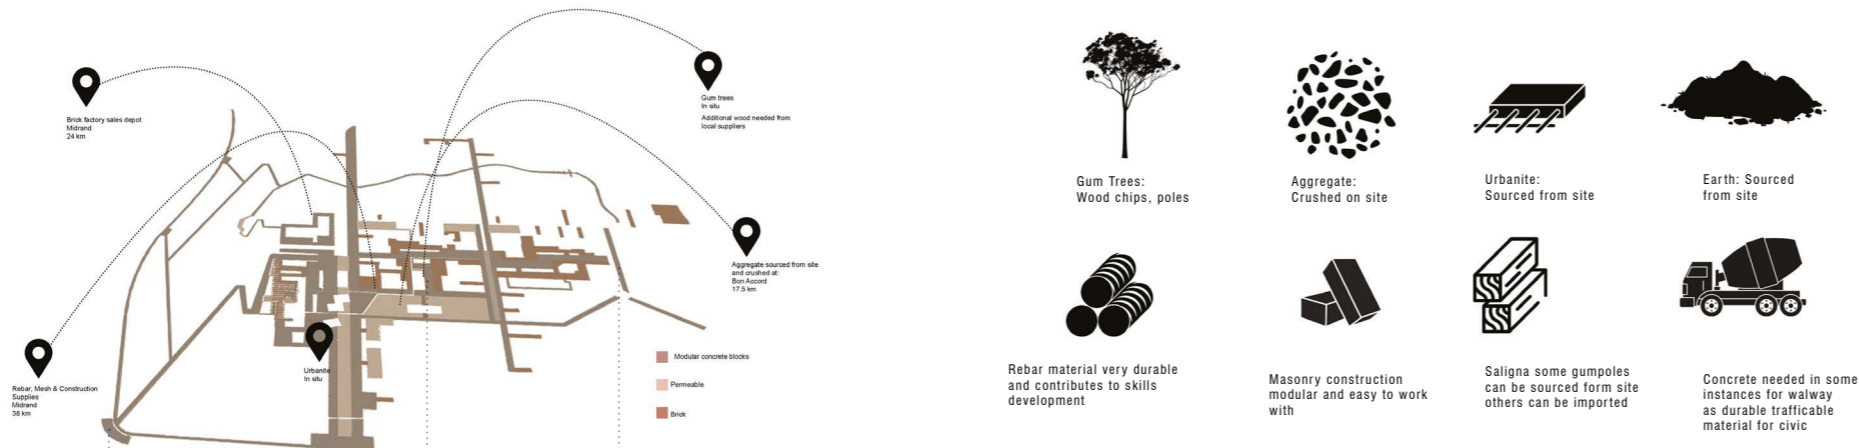 Brick factory sales depot
Midrand
24 km
Gum trees
In situ
Additional wood needed from
local suppliers
Aggregate sourced from site
and crushed at:
Bon Accord
17.5 km
Urbanite
In situ
Rebar, Mesh & Construction
Supplies
Midrand
38 km
Modular concrete blocks
Permeable
Brick
Gum Trees:
Wood chips, poles
Aggregate:
Crushed on site
Urbanite:
Sourced from site
Earth: Sourced
from site
Rebar material very durable
and contributes to skills
development
Masonry construction
modular and easy to work
with
Saligna some gumpoles
can be sourced form site
others can be imported
Concrete needed in some
instances for walway
as durable trafficable
material for civic